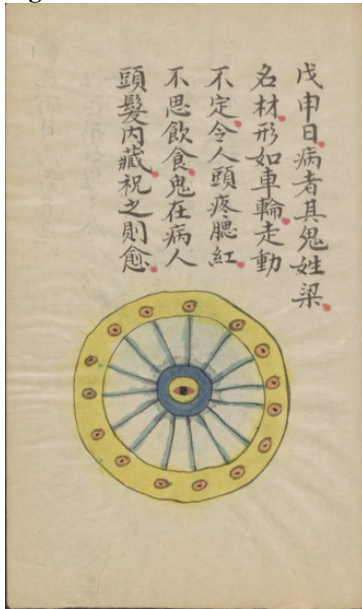 戊申日病者其鬼姓梁
名材形如車輪走動
不定令人頭疼腮紅
不思飲食鬼在病人
頭髮內藏祝之則愈